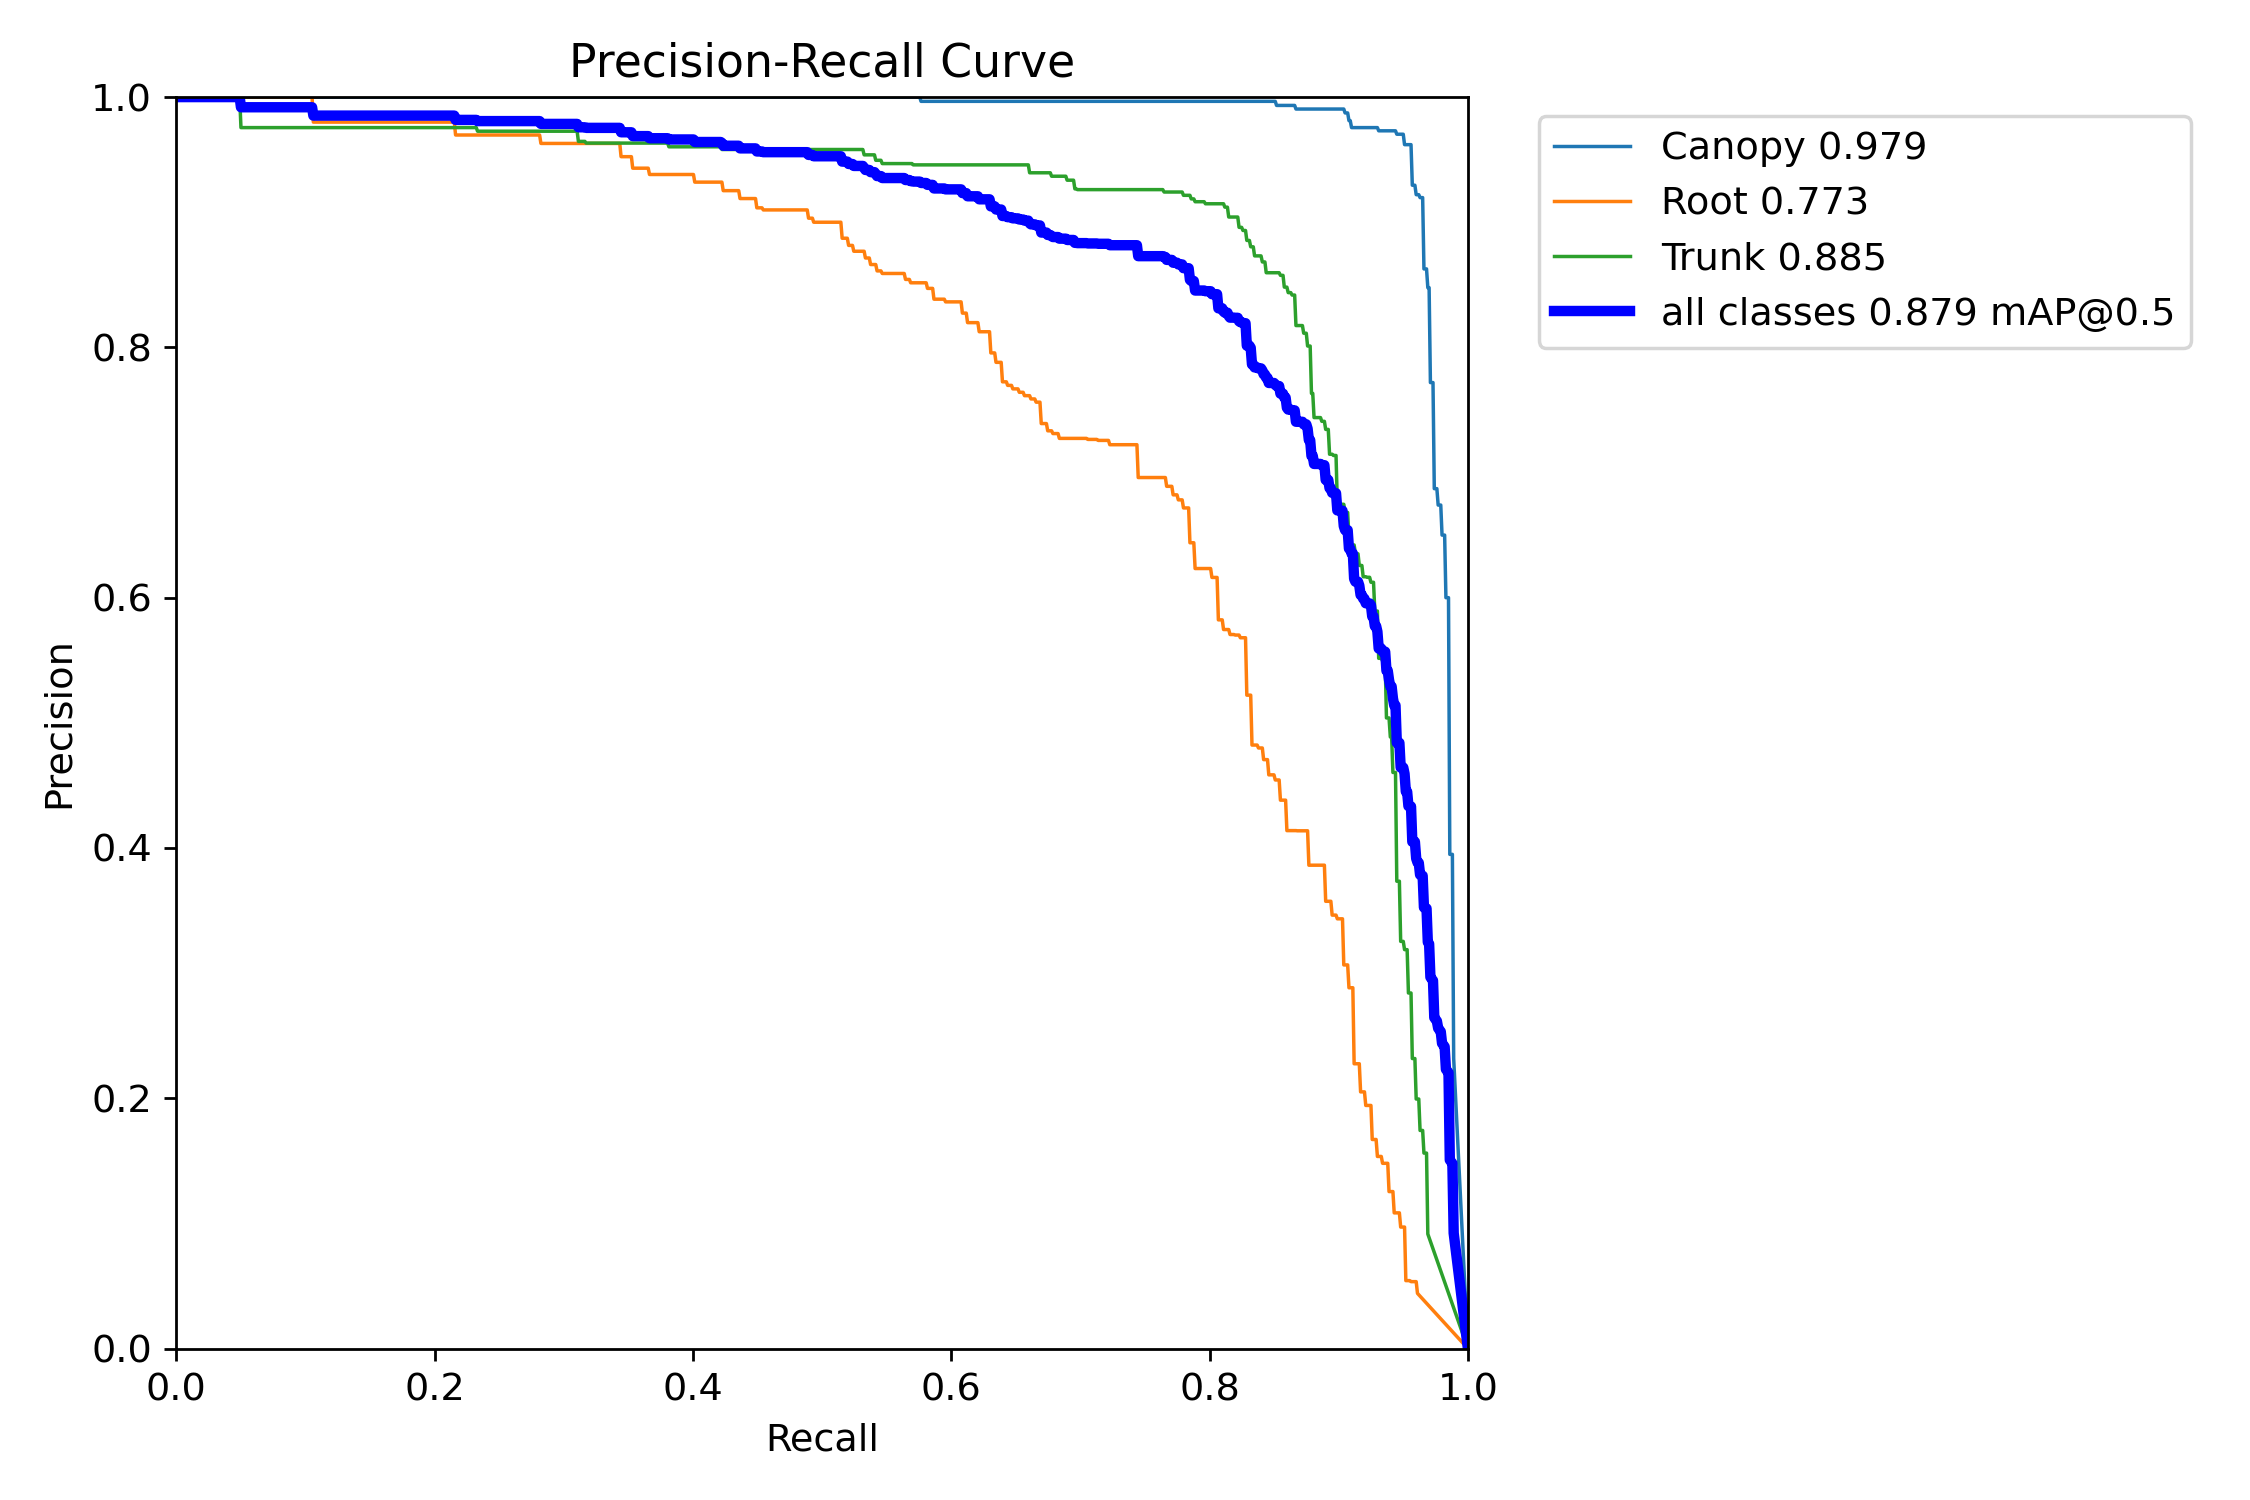 Precision-Recall Curve
1.0
0.8
0.6
0.4
0.2
0.0
Precision
0.0 0.2 0.4 0.6 0.8 1.0
Recall
Canopy 0.979
Root 0.773
Trunk 0.885
all classes 0.879 mAP@0.5